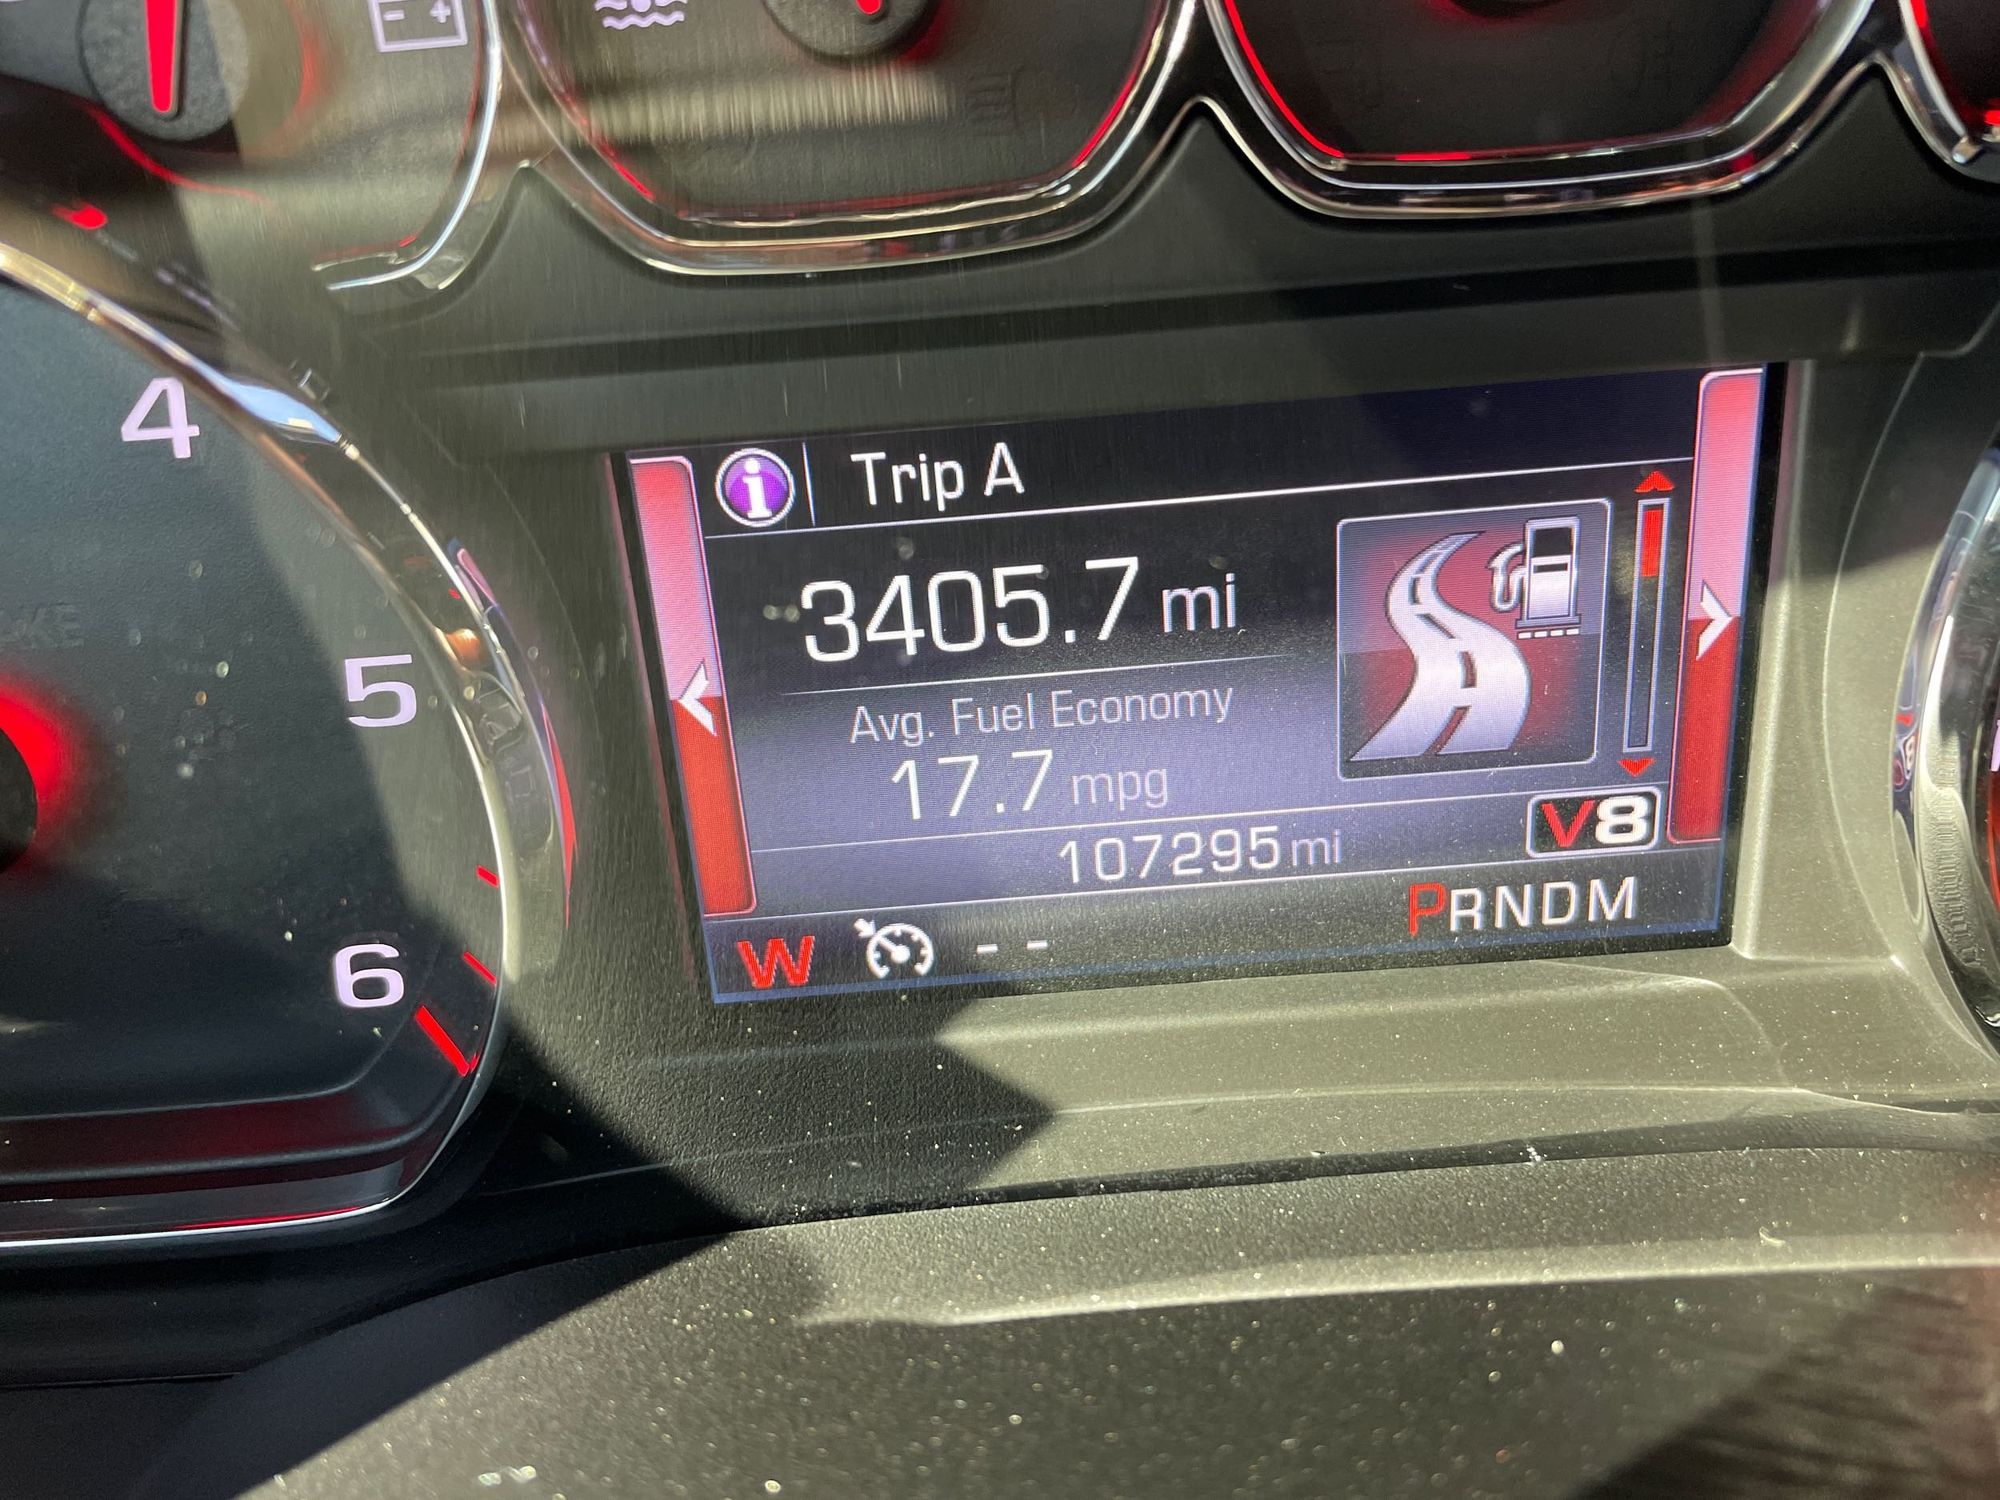 - +
4
5
6
Trip A
3405.7 mi
Avg. Fuel Economy
17.7 mpg
107295 mi
V8
PRNDM
W - -